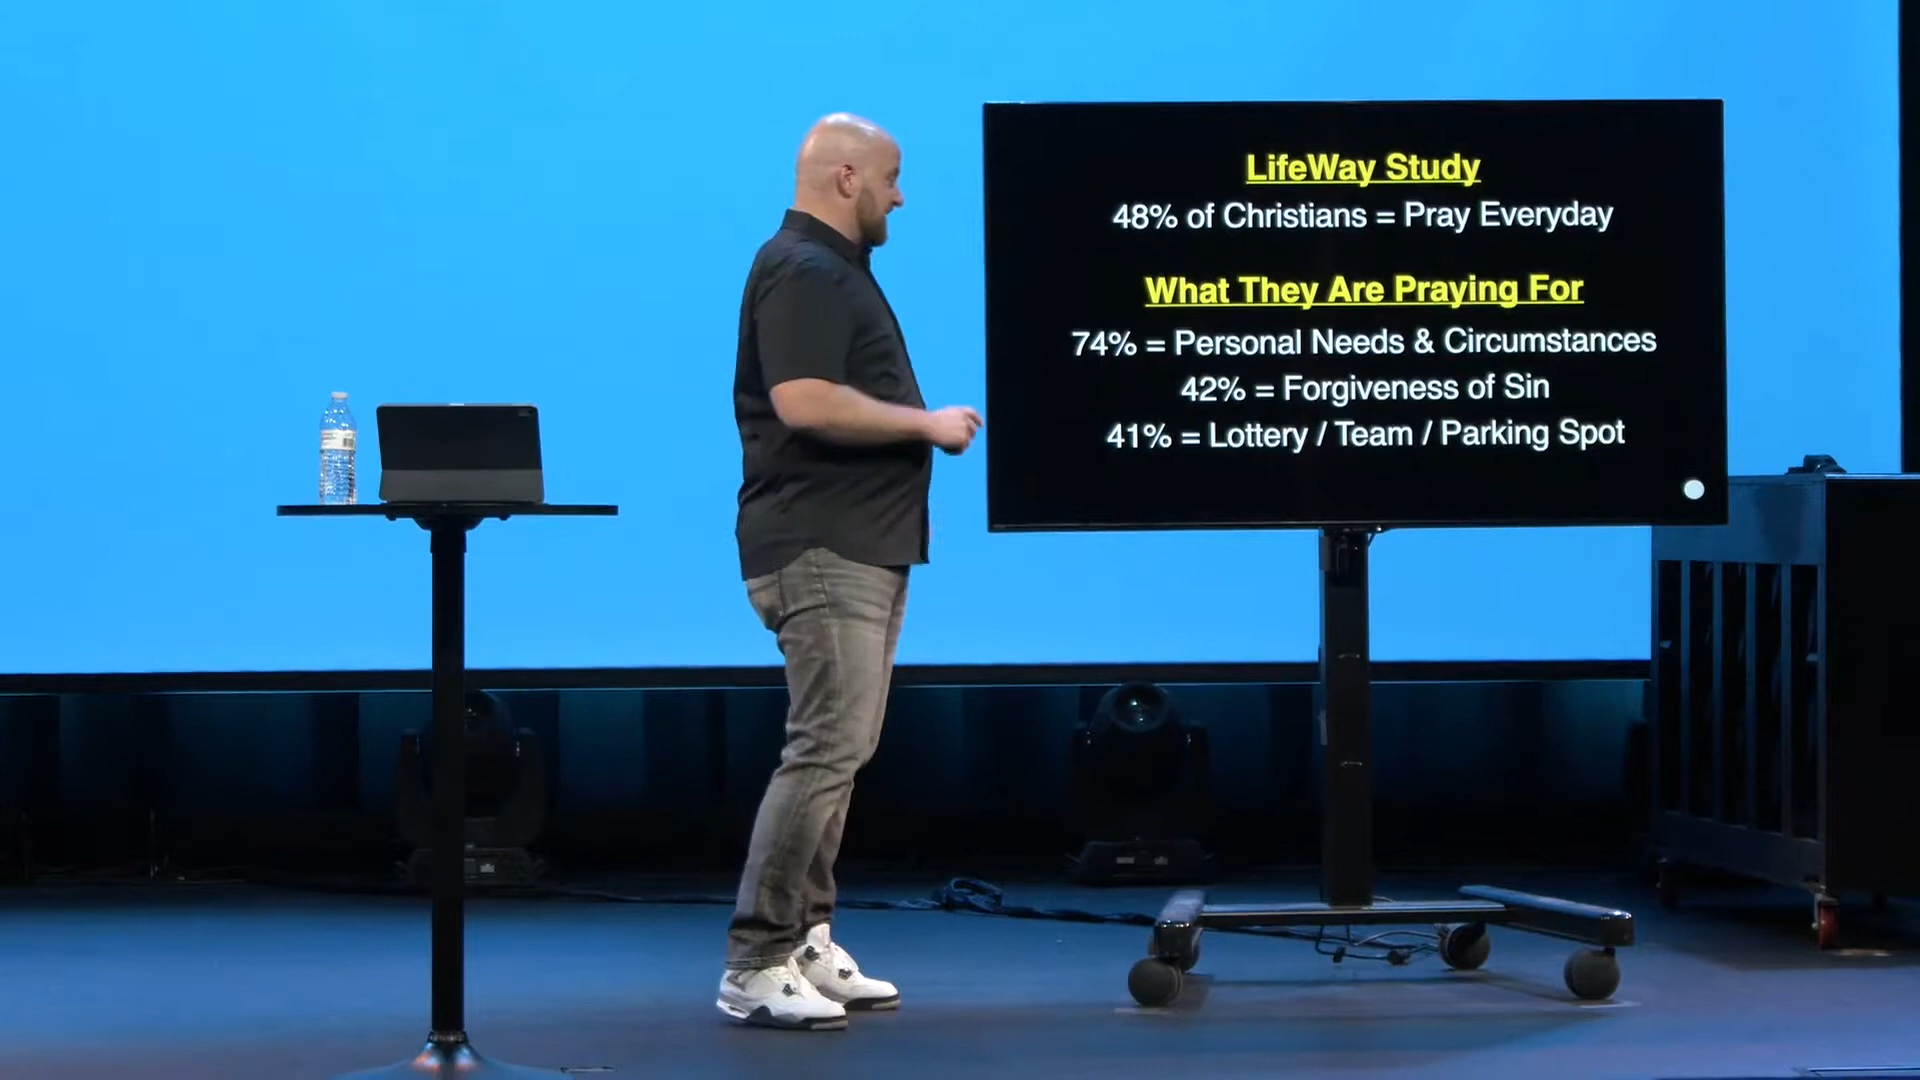 LifeWay Study
48% of Christians = Pray Everyday
What They Are Praying For
74% = Personal Needs & Circumstances
42% = Forgiveness of Sin
41% = Lottery / Team / Parking Spot